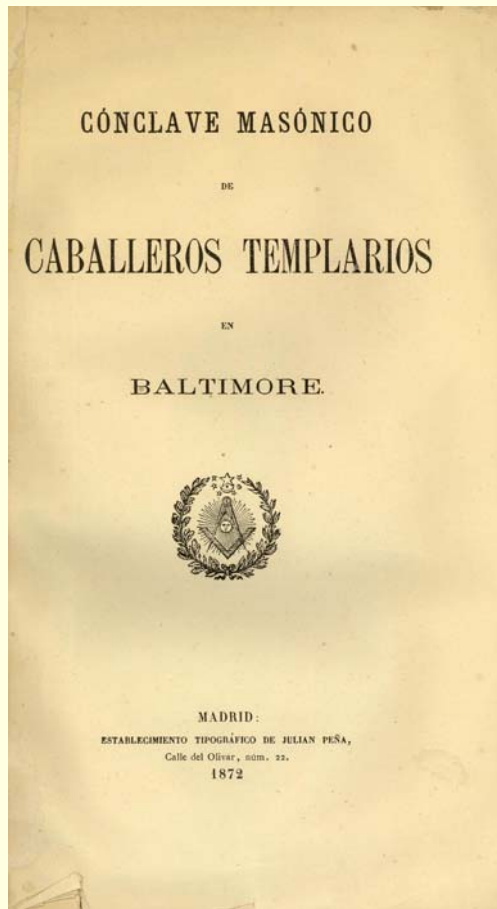 CÓNCLAVE MASÓNICO
DE
CABALLEROS TEMPLARIOS
EN
BALTIMORE.
MADRID:
ESTABLECIMIENTO TIPOGRÁFICO DE JULIAN PEÑA,
Calle del Olivar, núm. 22.
1872